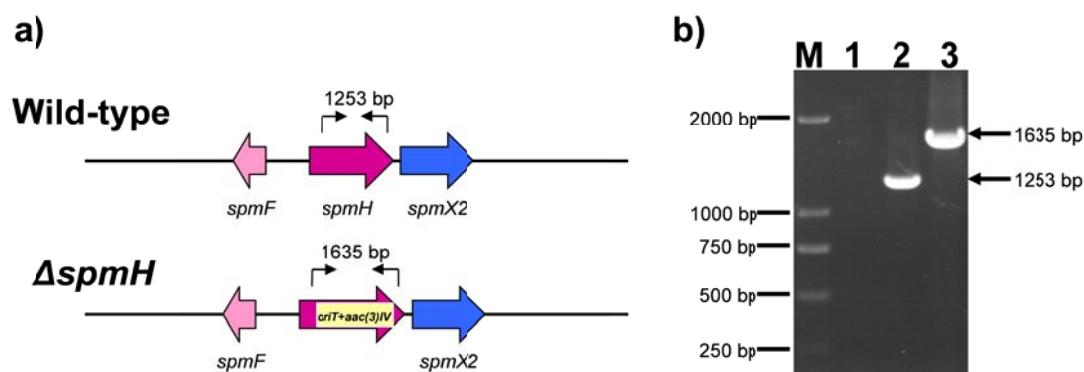 a)
Wild-type
1253 bp
spmF
spmH
spmX2
ΔspmH
1635 bp
criT+aac(3)IV
spmF
spmX2
b)
M 1 2 3
2000 bp
1635 bp
1253 bp
1000 bp
750 bp
500 bp
250 bp